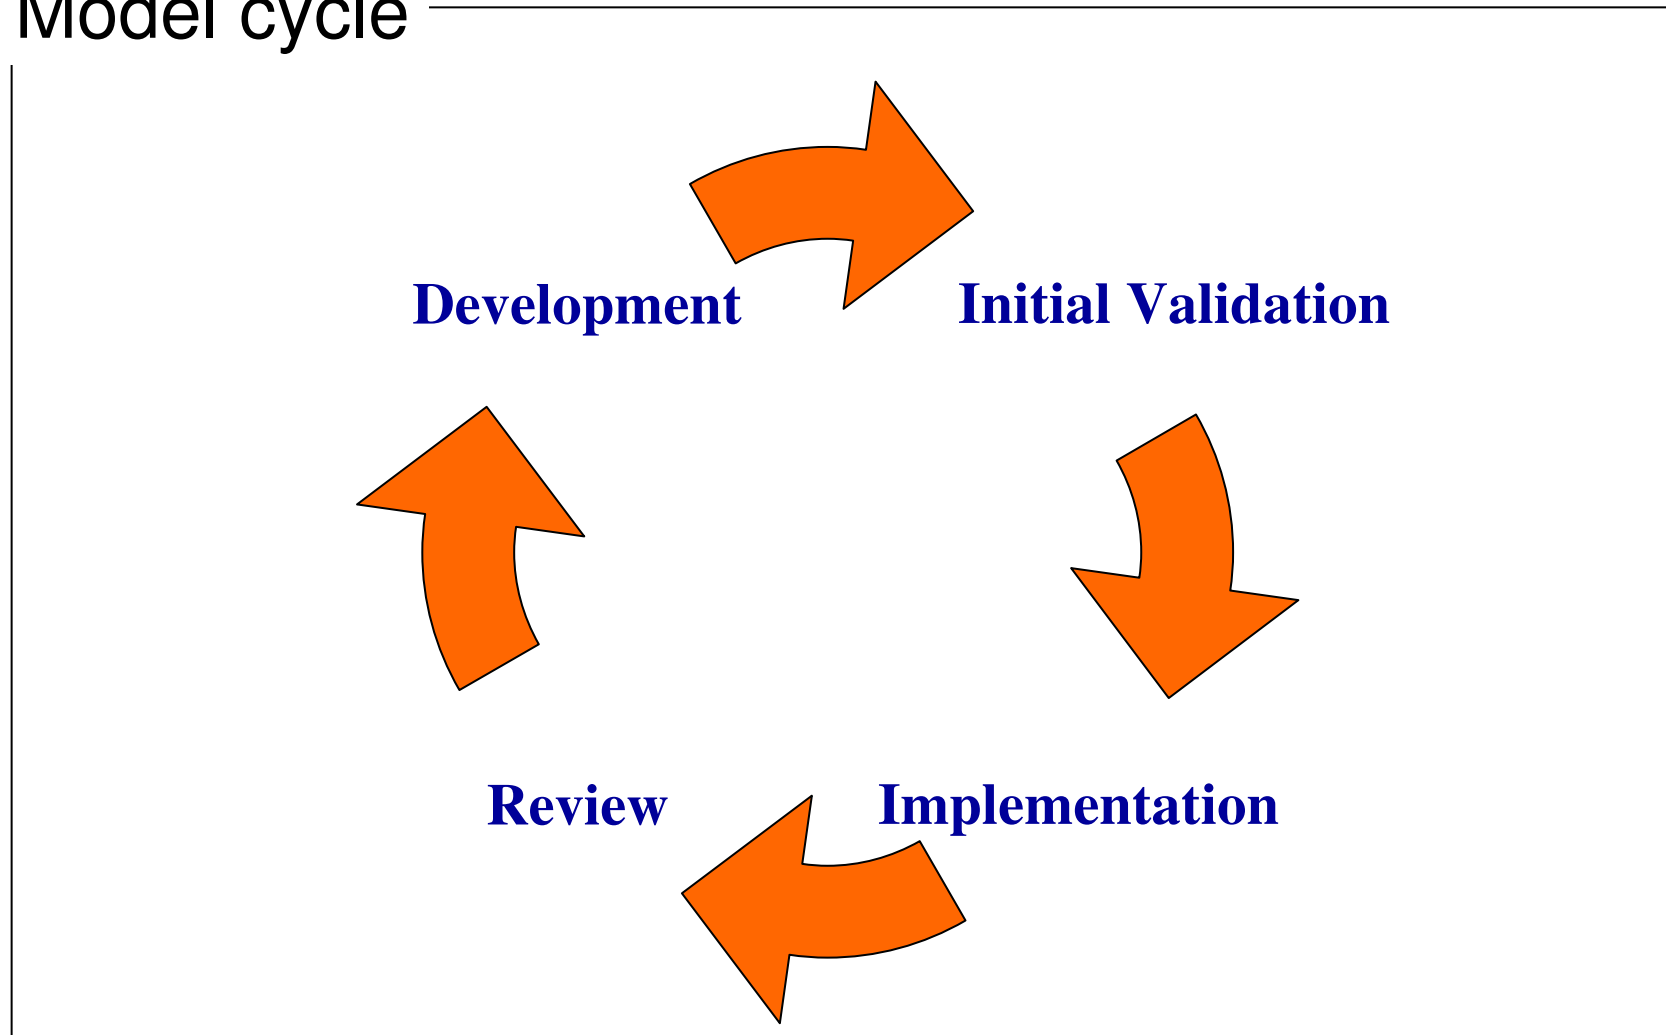 Model cycle
Development
Initial Validation
Review
Implementation